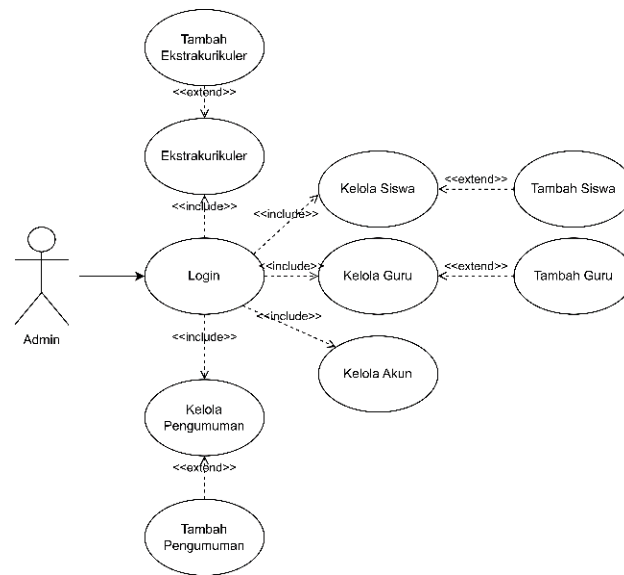 Tambah
Ekstrakurikuler
<<extend>>
Ekstrakurikuler
<<include>>
Kelola Siswa
<<extend>>
Tambah Siswa
<<include>>
Login
<<include>>
Kelola Guru
<<extend>>
Tambah Guru
Admin
<<include>>
<<include>>
Kelola Akun
Kelola
Pengumuman
<<extend>>
Tambah
Pengumuman